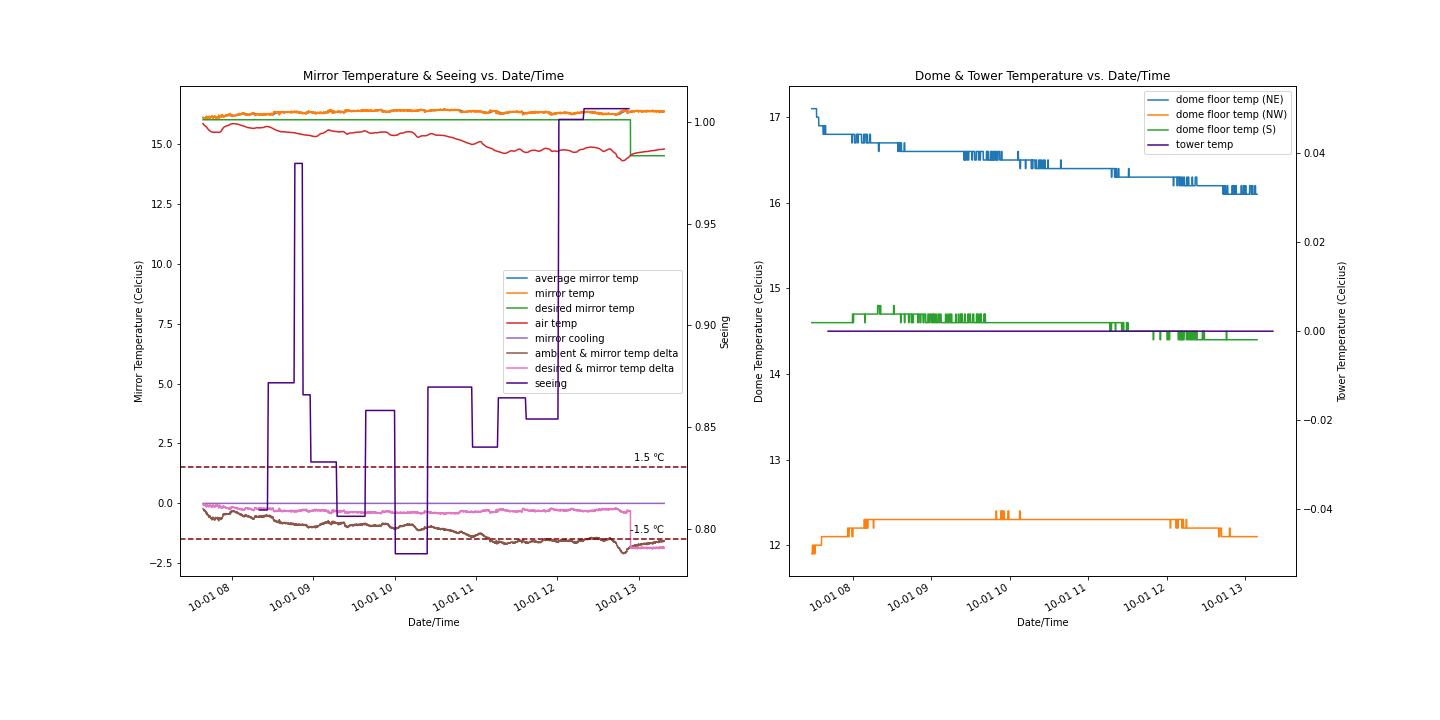 Mirror Temperature & Seeing vs. Date/Time
Mirror Temperature (Celcius)
15.0
12.5
10.0
7.5
5.0
2.5
0.0
−2.5
1.00
0.95
0.90
0.85
0.80
Seeing
average mirror temp
mirror temp
desired mirror temp
air temp
mirror cooling
ambient & mirror temp delta
desired & mirror temp delta
seeing
1.5 °C
-1.5 °C
10-01 08
10-01 09
10-01 10
10-01 11
10-01 12
10-01 13
Date/Time
Dome & Tower Temperature vs. Date/Time
Dome Temperature (Celcius)
17
16
15
14
13
12
dome floor temp (NE)
dome floor temp (NW)
dome floor temp (S)
tower temp
0.04
0.02
0.00
−0.02
−0.04
Tower Temperature (Celcius)
10-01 08
10-01 09
10-01 10
10-01 11
10-01 12
10-01 13
Date/Time